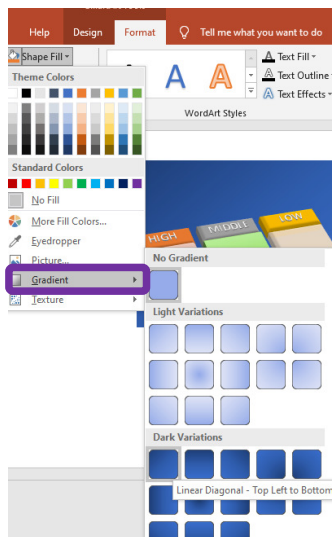 Help Design Format Tell me what you want to do
Shape Fill
Text Fill
A A
Text Outline
Text Effects
Theme Colors
WordArt Styles
Standard Colors
No Fill
More Fill Colors...
Eyedropper
Picture...
Gradient
Texture
HIGH MIDDLE LOW
No Gradient
Light Variations
Dark Variations
Linear Diagonal - Top Left to Bottom